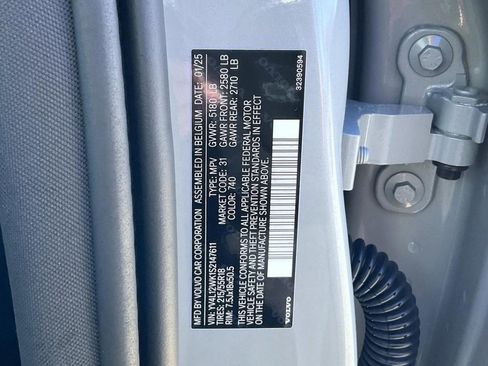 MFD BY VOLVO CAR CORPORATION ASSEMBLED IN BELGIUM DATE: 01/25
VIN: YV4L12WK1S2147611 TYPE: MPV GVWR: 5180 LB
TIRES: 215/55R18 MARKET CODE: 31 GAWR FRONT: 2580 LB
RIM: 7.5Jx18x50.5 COLOR: 740 GAWR REAR: 2710 LB
THIS VEHICLE CONFORMS TO ALL APPLICABLE FEDERAL MOTOR
VEHICLE SAFETY AND THEFT PREVENTION STANDARDS IN EFFECT
ON THE DATE OF MANUFACTURE SHOWN ABOVE.
VOLVO 32390594